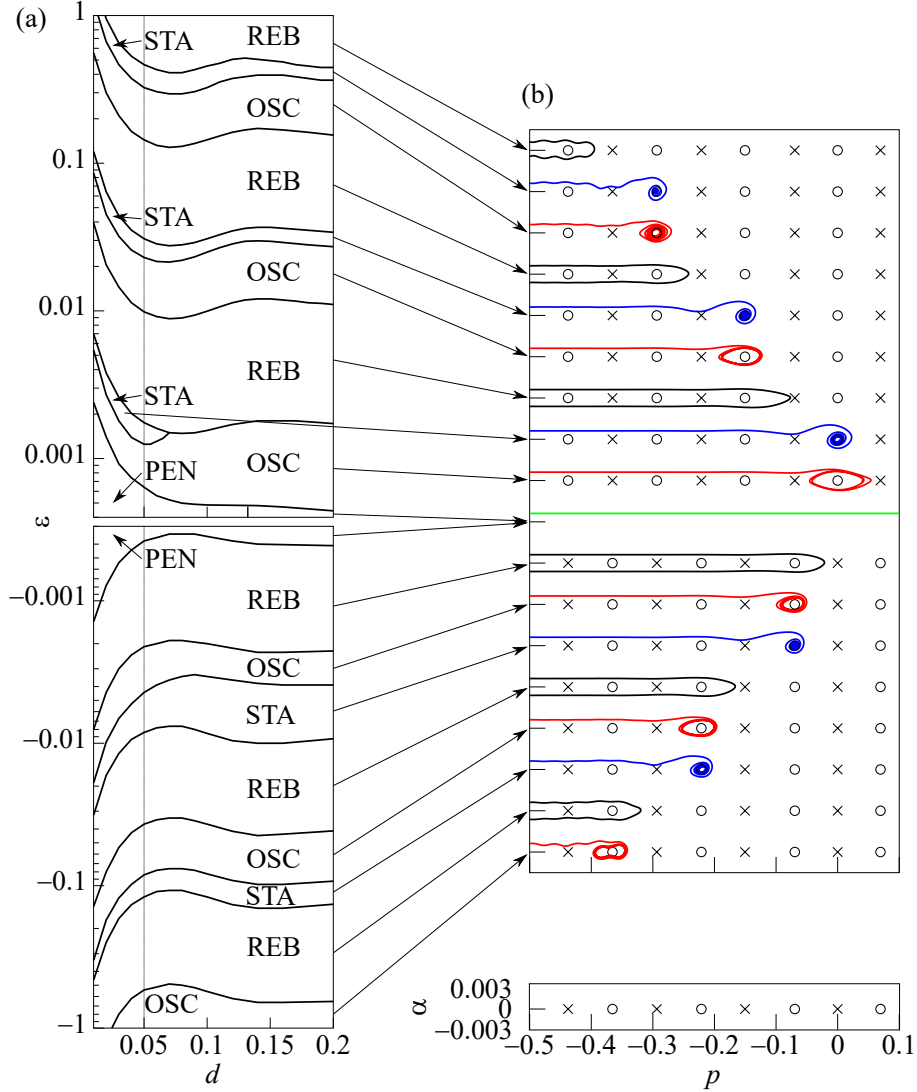 (a)
1
STA
REB
OSC
0.1
REB
STA
OSC
0.01
REB
STA
0.001
OSC
PEN
ε
PEN
−0.001
REB
OSC
STA
−0.01
REB
OSC
−0.1
STA
REB
OSC
−1
0.05
0.1
0.15
0.2
d
(b)
α
0.003
0
−0.003
−0.5
−0.4
−0.3
−0.2
−0.1
0
0.1
p